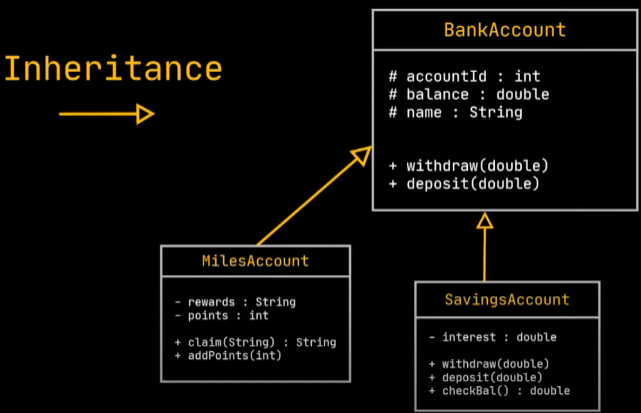 Inheritance
BankAccount
# accountId : int
# balance : double
# name : String
+ withdraw(double)
+ deposit(double)
MilesAccount
- rewards : String
- points : int
+ claim(String) : String
+ addPoints(int)
SavingsAccount
- interest : double
+ withdraw(double)
+ deposit(double)
+ checkBal() : double